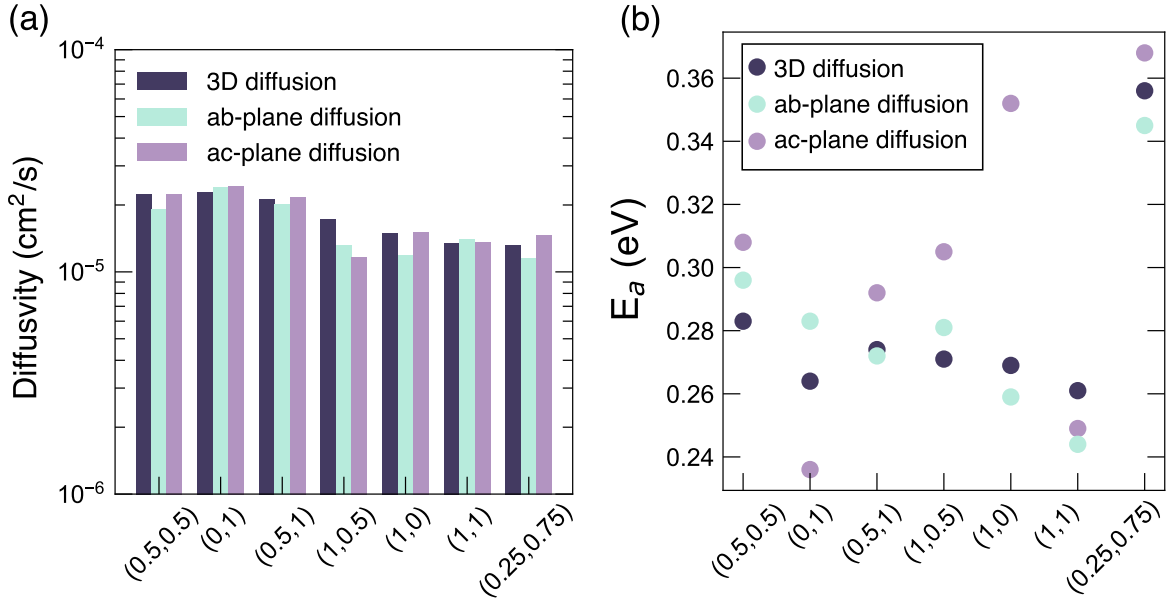 (a)
10⁻⁴
10⁻⁵
10⁻⁶
Diffusvity (cm²/s)
3D diffusion
ab-plane diffusion
ac-plane diffusion
(0.5,0.5)
(0,1)
(0.5,1)
(1,0.5)
(1,0)
(1,1)
(0.25,0.75)
(b)
0.36
0.34
0.32
0.30
0.28
0.26
0.24
Eₐ (eV)
3D diffusion
ab-plane diffusion
ac-plane diffusion
(0.5,0.5)
(0,1)
(0.5,1)
(1,0.5)
(1,0)
(1,1)
(0.25,0.75)